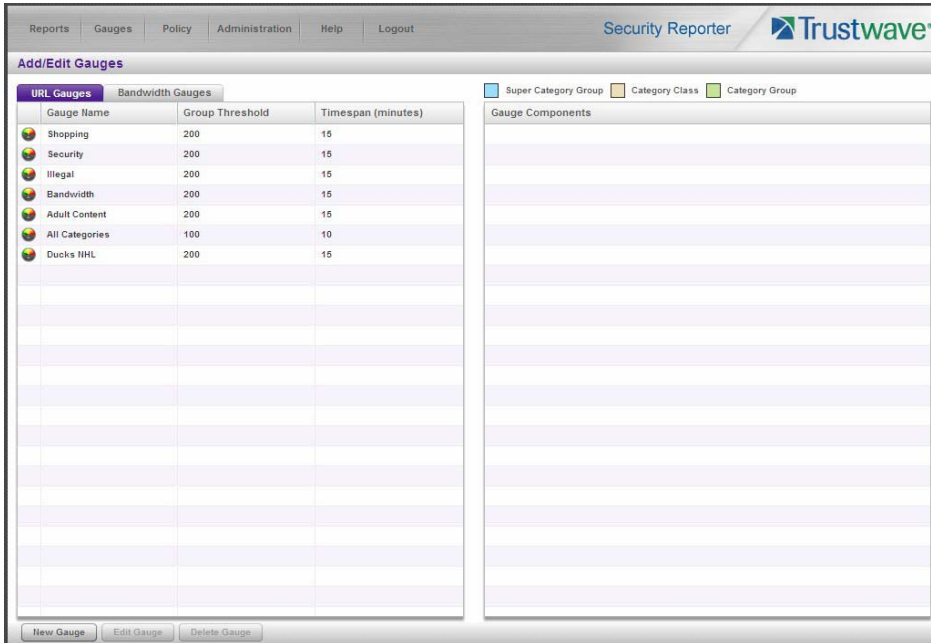 Reports Gauges Policy Administration Help Logout Security Reporter Trustwave®
Add/Edit Gauges
URL Gauges Bandwidth Gauges
Super Category Group Category Class Category Group
Gauge Name Group Threshold Timespan (minutes)
Gauge Components
Shopping 200 15
Security 200 15
Illegal 200 15
Bandwidth 200 15
Adult Content 200 15
All Categories 100 10
Ducks NHL 200 15
New Gauge Edit Gauge Delete Gauge